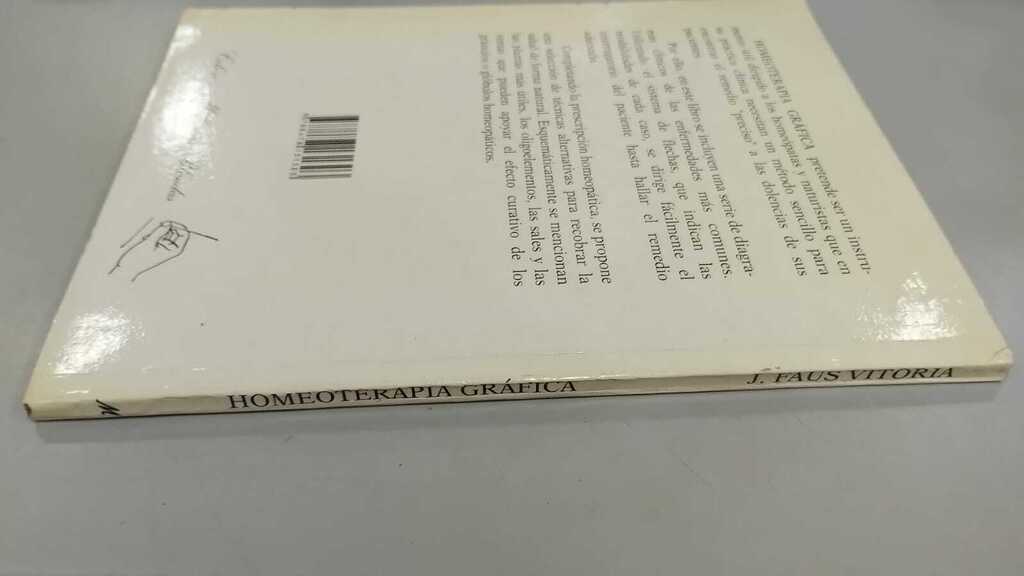 HOMEOTERAPIA GRÁFICA pretende ser un instru-
mento útil dirigido a los homeópatas y naturistas que en
su práctica clínica necesitan un método sencillo para
encontrar el remedio "preciso" a las dolencias de sus
pacientes.
Por ello, en este libro se incluyen una serie de diagra-
mas clínicos de las enfermedades más comunes.
Utilizando el sistema de flechas, que indican las
modalidades de cada caso, se dirige fácilmente el
interrogatorio del paciente hasta hallar el remedio
adecuado.
Completando la prescripción homeopática, se propone
una selección de técnicas alternativas para recobrar la
salud de forma natural. Esquemáticamente se mencionan
las plantas más útiles, los oligoelementos, las sales y las
yemas que pueden apoyar el efecto curativo de los
gránulos o glóbulos homeopáticos.
HOMEOTERAPIA GRÁFICA
J. FAUS VITORIA